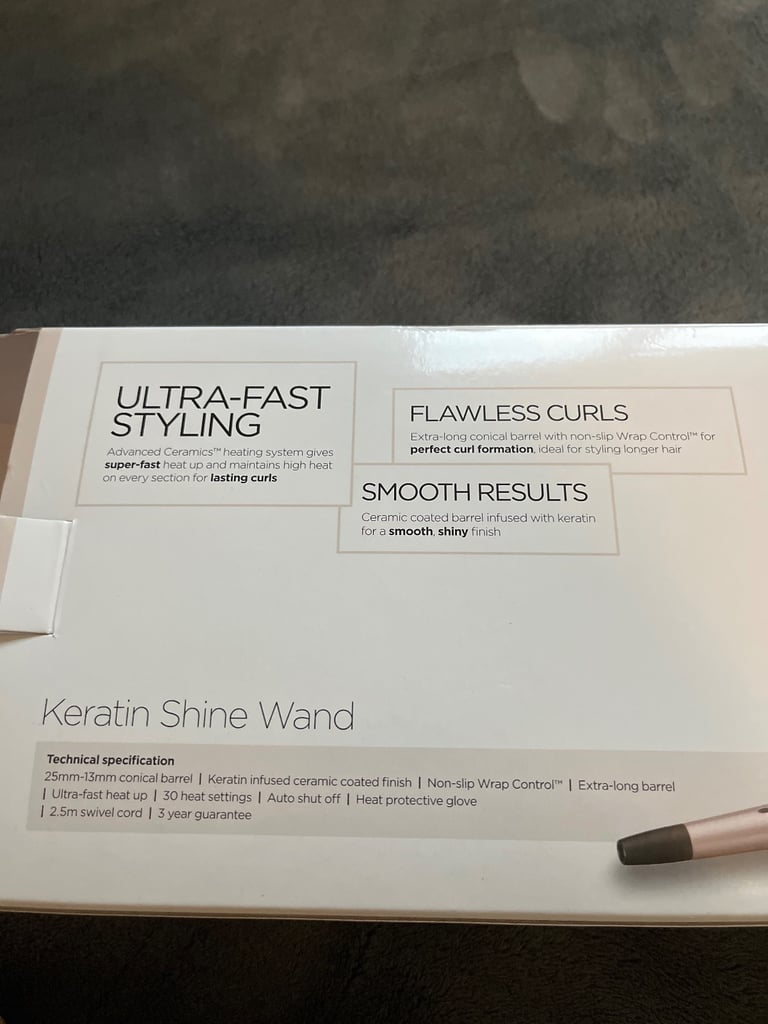 ULTRA-FAST
STYLING
Advanced Ceramics™ heating system gives
super-fast heat up and maintains high heat
on every section for lasting curls
FLAWLESS CURLS
Extra-long conical barrel with non-slip Wrap Control™ for
perfect curl formation, ideal for styling longer hair
SMOOTH RESULTS
Ceramic coated barrel infused with keratin
for a smooth, shiny finish
Keratin Shine Wand
Technical specification
25mm-13mm conical barrel | Keratin infused ceramic coated finish | Non-slip Wrap Control™ | Extra-long barrel
| Ultra-fast heat up | 30 heat settings | Auto shut off | Heat protective glove
| 2.5m swivel cord | 3 year guarantee